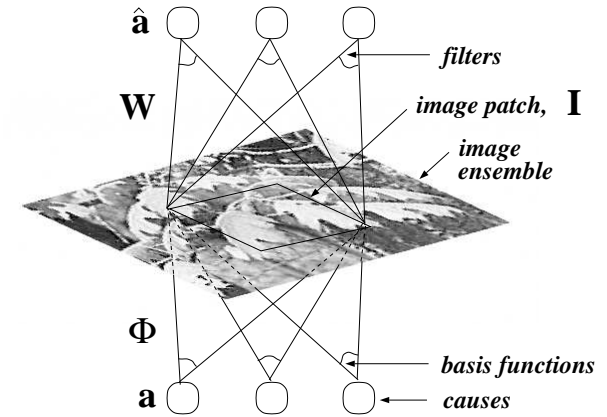 â
filters
W
image patch, I
image
ensemble
Φ
basis functions
a
causes